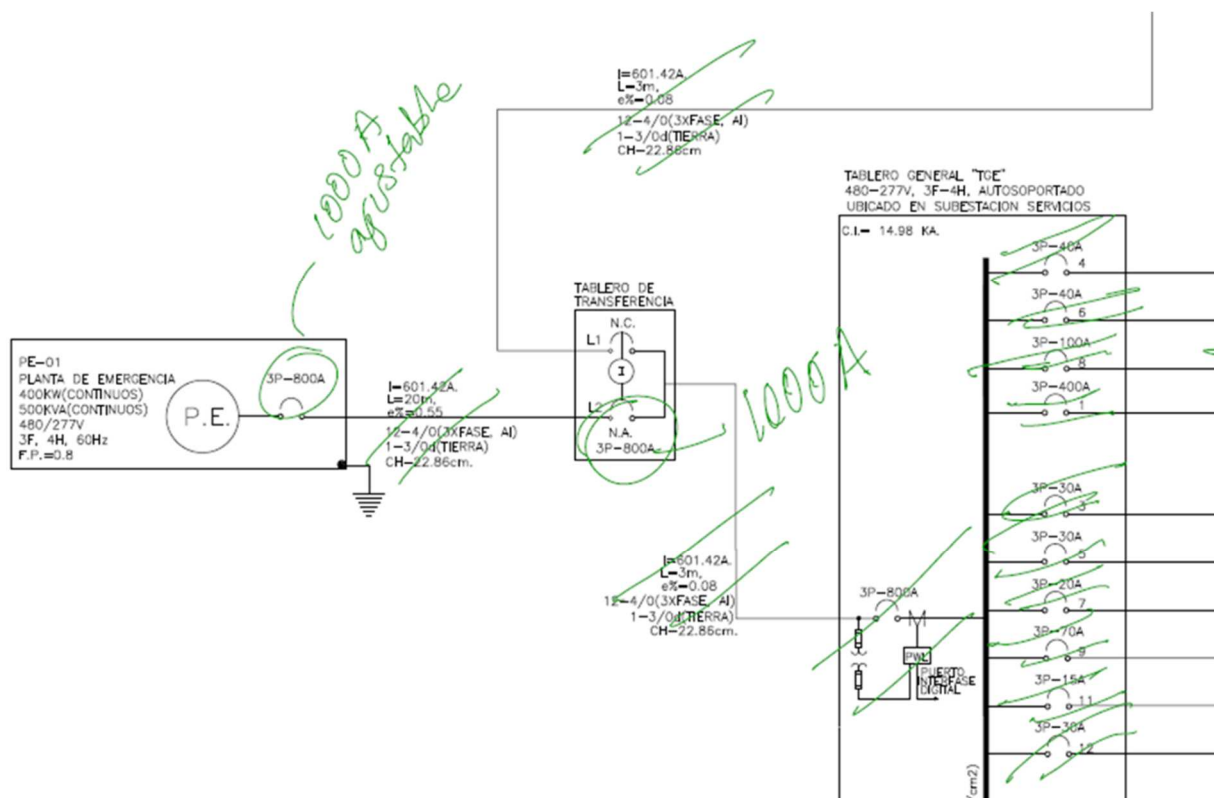 I=601.42A.
L=3m,
e%=0.08
12-4/0(3XFASE, Al)
1-3/0d(TIERRA)
CH-22.86cm
1000 A
agustable
TABLERO GENERAL "TGE"
480-277V, 3F-4H, AUTOSOPORTADO
UBICADO EN SUBESTACION SERVICIOS
C.I.- 14.98 KA.
3P-40A
4
3P-40A
6
3P-100A
8
3P-400A
1
3P-30A
3
3P-30A
5
3P-20A
7
3P-70A
9
3P-15A
11
3P-30A
12
TABLERO DE
TRANSFERENCIA
N.C.
L1
I
L2
N.A.
3P-800A
1000 A
PE-01
PLANTA DE EMERGENCIA
400KW(CONTINUOS)
500KVA(CONTINUOS)
480/277V
3F, 4H, 60Hz
F.P.=0.8
P.E.
3P-800A
I=601.42A.
L=20m,
e%=0.55
12-4/0(3XFASE, Al)
1-3/0d(TIERRA)
CH-22.86cm.
I=601.42A.
L=3m,
e%=0.08
12-4/0(3XFASE, Al)
1-3/0d(TIERRA)
CH-22.86cm.
3P-800A
M
PWL
PUERTO
INTERFASE
DIGITAL
/cm2)